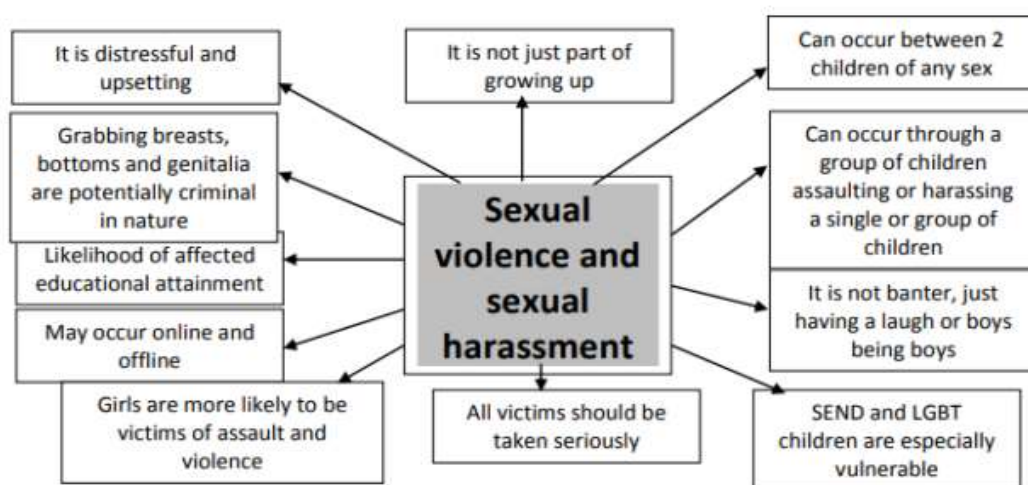 It is distressful and
upsetting
It is not just part of
growing up
Can occur between 2
children of any sex
Grabbing breasts,
bottoms and genitalia
are potentially criminal
in nature
Can occur through a
group of children
assaulting or harassing
a single or group of
children
Sexual
violence and
sexual
harassment
Likelihood of affected
educational attainment
It is not banter, just
having a laugh or boys
being boys
May occur online and
offline
Girls are more likely to be
victims of assault and
violence
All victims should be
taken seriously
SEND and LGBT
children are especially
vulnerable